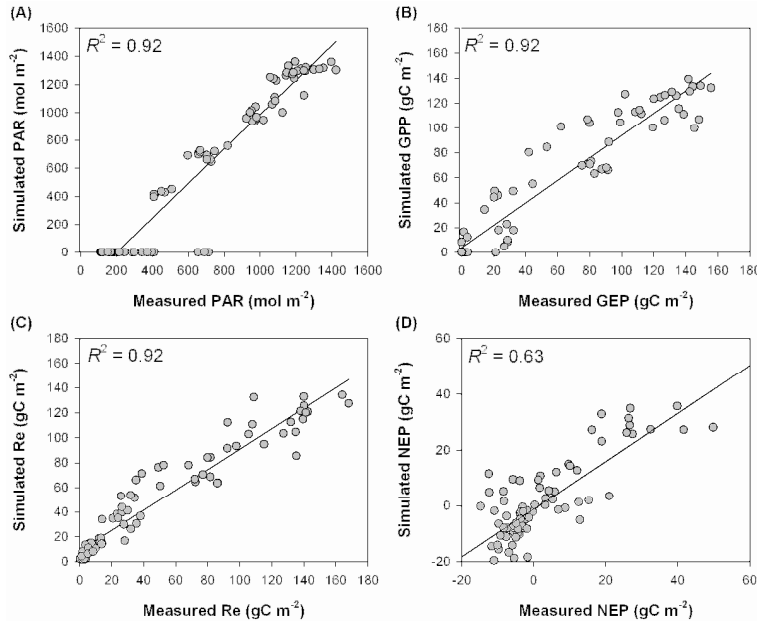 (A)
R² = 0.92
Simulated PAR (mol m⁻²)
1600
1400
1200
1000
800
600
400
200
0
0 200 400 600 800 1000 1200 1400 1600
Measured PAR (mol m⁻²)
(B)
R² = 0.92
Simulated GPP (gC m⁻²)
180
160
140
120
100
80
60
40
20
0
0 20 40 60 80 100 120 140 160 180
Measured GEP (gC m⁻²)
(C)
R² = 0.92
Simulated Re (gC m⁻²)
180
160
140
120
100
80
60
40
20
0
0 20 40 60 80 100 120 140 160 180
Measured Re (gC m⁻²)
(D)
R² = 0.63
Simulated NEP (gC m⁻²)
60
40
20
0
-20
-20 0 20 40 60
Measured NEP (gC m⁻²)